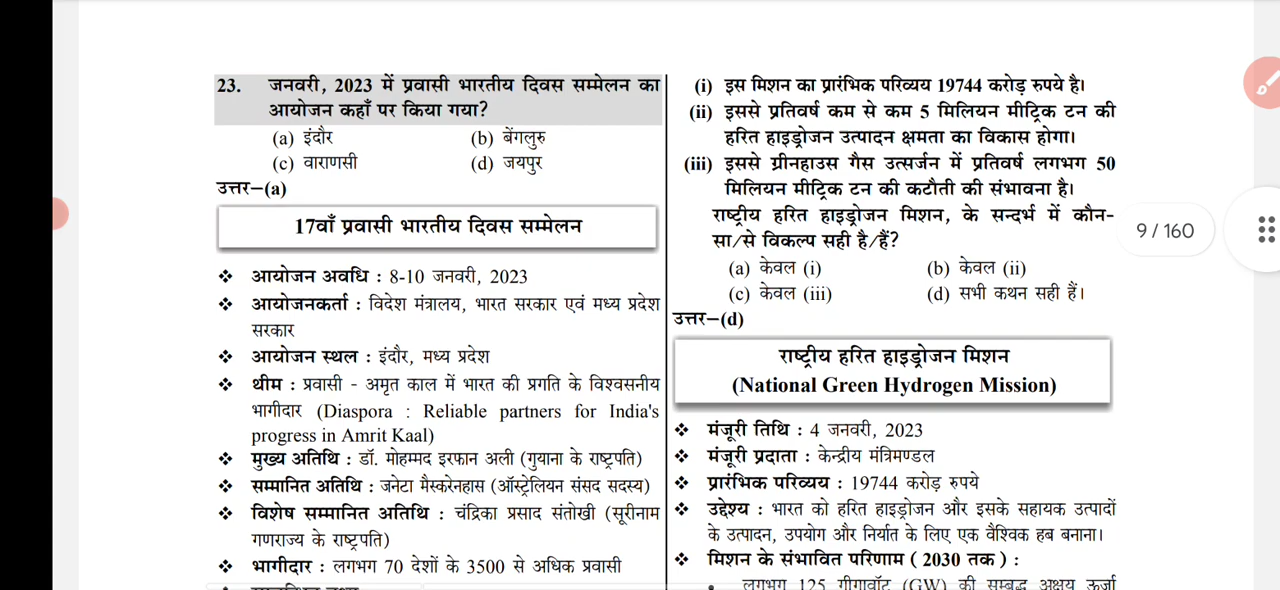 23. जनवरी, 2023 में प्रवासी भारतीय दिवस सम्मेलन का
आयोजन कहाँ पर किया गया?
(a) इंदौर (b) बेंगलुरु
(c) वाराणसी (d) जयपुर
उत्तर–(a)
17वाँ प्रवासी भारतीय दिवस सम्मेलन
❖ आयोजन अवधि : 8-10 जनवरी, 2023
❖ आयोजनकर्ता : विदेश मंत्रालय, भारत सरकार एवं मध्य प्रदेश
सरकार
❖ आयोजन स्थल : इंदौर, मध्य प्रदेश
❖ थीम : प्रवासी - अमृत काल में भारत की प्रगति के विश्वसनीय
भागीदार (Diaspora : Reliable partners for India's
progress in Amrit Kaal)
❖ मुख्य अतिथि : डॉ. मोहम्मद इरफान अली (गुयाना के राष्ट्रपति)
❖ सम्मानित अतिथि : जनेटा मैस्करेनहास (ऑस्ट्रेलियन संसद सदस्य)
❖ विशेष सम्मानित अतिथि : चंद्रिका प्रसाद संतोखी (सूरीनाम
गणराज्य के राष्ट्रपति)
❖ भागीदार : लगभग 70 देशों के 3500 से अधिक प्रवासी
(i) इस मिशन का प्रारंभिक परिव्यय 19744 करोड़ रुपये है।
(ii) इससे प्रतिवर्ष कम से कम 5 मिलियन मीट्रिक टन की
हरित हाइड्रोजन उत्पादन क्षमता का विकास होगा।
(iii) इससे ग्रीनहाउस गैस उत्सर्जन में प्रतिवर्ष लगभग 50
मिलियन मीट्रिक टन की कटौती की संभावना है।
राष्ट्रीय हरित हाइड्रोजन मिशन, के सन्दर्भ में कौन-
सा/से विकल्प सही है/हैं?
(a) केवल (i) (b) केवल (ii)
(c) केवल (iii) (d) सभी कथन सही हैं।
उत्तर–(d)
राष्ट्रीय हरित हाइड्रोजन मिशन
(National Green Hydrogen Mission)
❖ मंजूरी तिथि : 4 जनवरी, 2023
❖ मंजूरी प्रदाता : केन्द्रीय मंत्रिमण्डल
❖ प्रारंभिक परिव्यय : 19744 करोड़ रुपये
❖ उद्देश्य : भारत को हरित हाइड्रोजन और इसके सहायक उत्पादों
के उत्पादन, उपयोग और निर्यात के लिए एक वैश्विक हब बनाना।
❖ मिशन के संभावित परिणाम ( 2030 तक ) :
• लगभग 125 गीगावॉट (GW) की सम्बद्ध अक्षय ऊर्जा
9 / 160